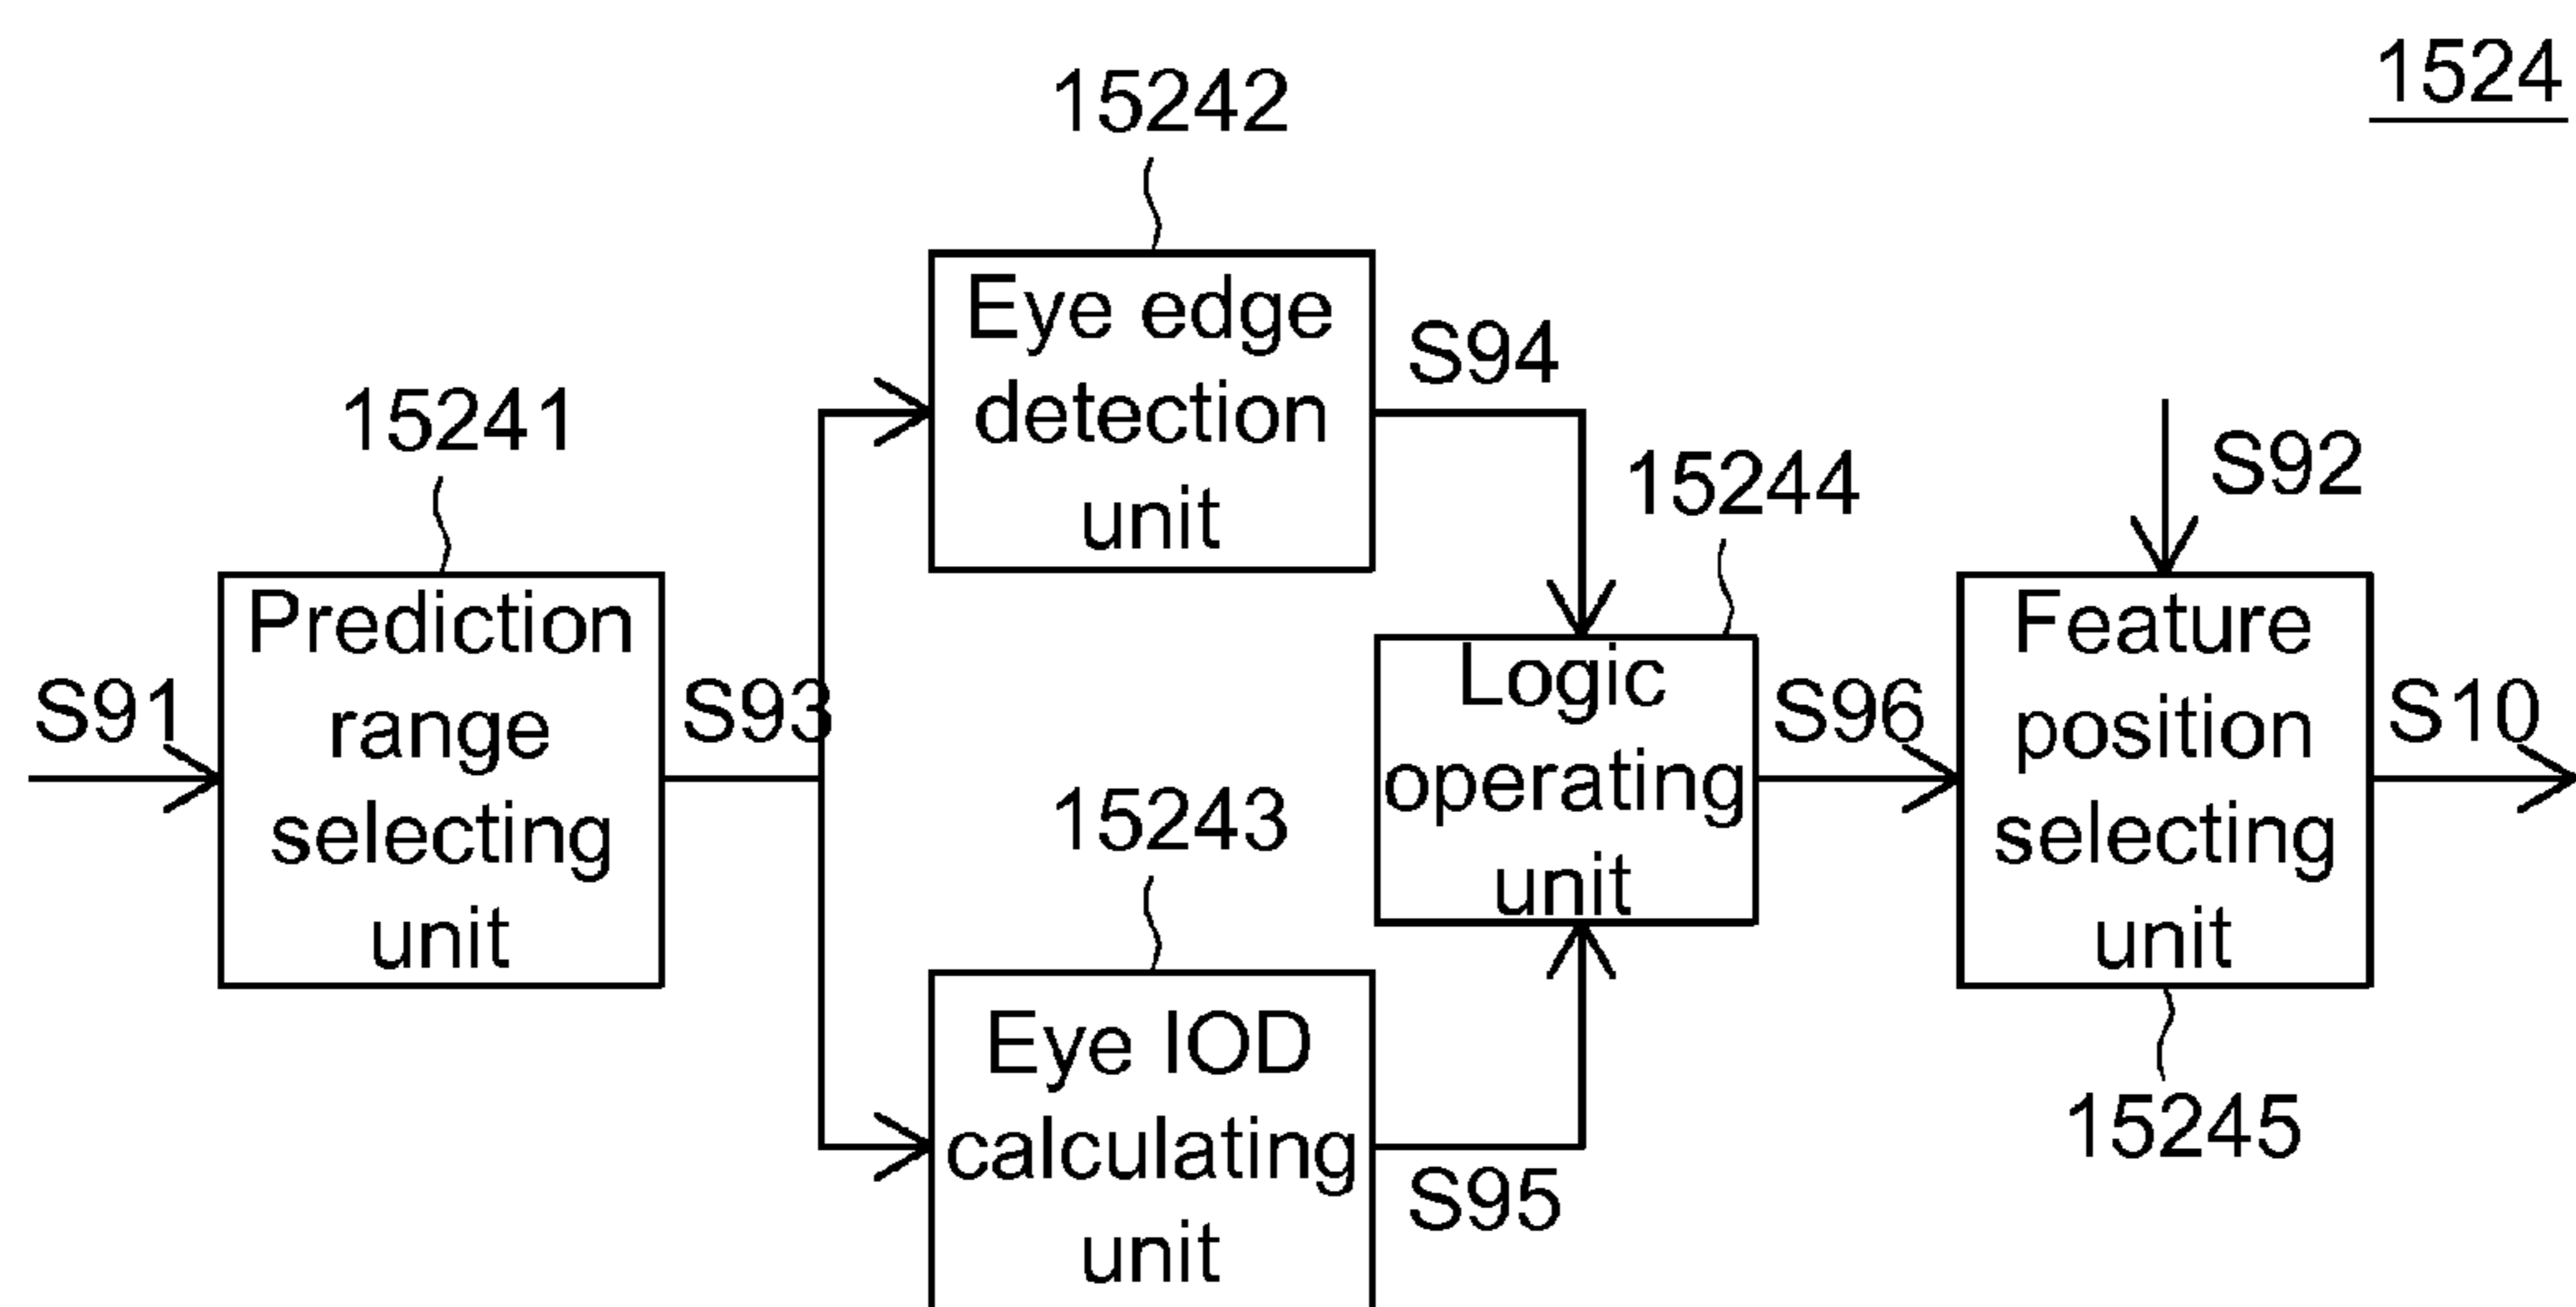 1524
15242
Eye edge
detection
unit
S94
15241
Prediction
range
selecting
unit
S91
S93
15244
Logic
operating
unit
S92
S96
Feature
position
selecting
unit
S10
15243
Eye IOD
calculating
unit
S95
15245